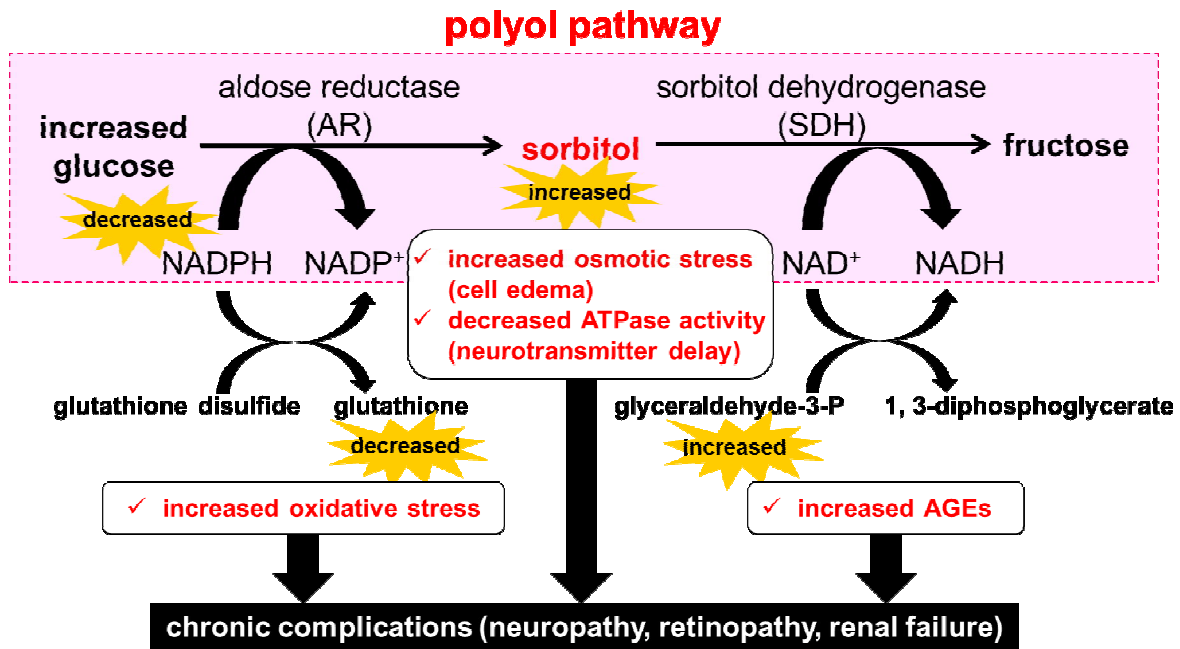 polyol pathway
aldose reductase
(AR)
sorbitol dehydrogenase
(SDH)
increased
glucose
sorbitol
fructose
decreased
increased
NADPH
NADP+
NAD+
NADH
✓ increased osmotic stress
(cell edema)
✓ decreased ATPase activity
(neurotransmitter delay)
glutathione disulfide
glutathione
glyceraldehyde-3-P
1, 3-diphosphoglycerate
decreased
increased
✓ increased oxidative stress
✓ increased AGEs
chronic complications (neuropathy, retinopathy, renal failure)